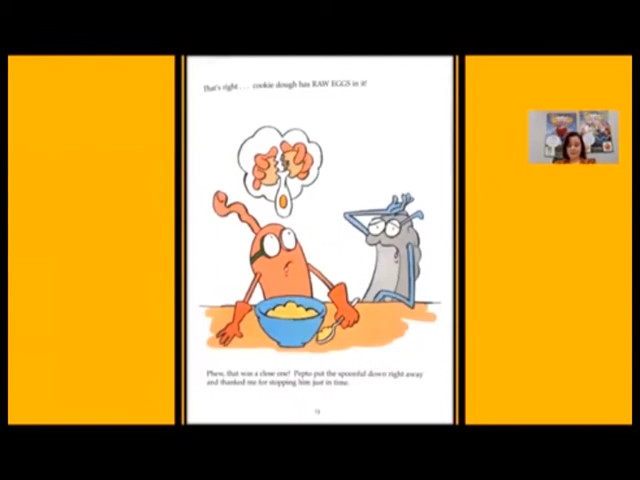 That's right . . . cookie dough has RAW EGGS in it!
Phew, that was a close one! Pepto put the spoonful down right away
and thanked me for stopping him just in time.